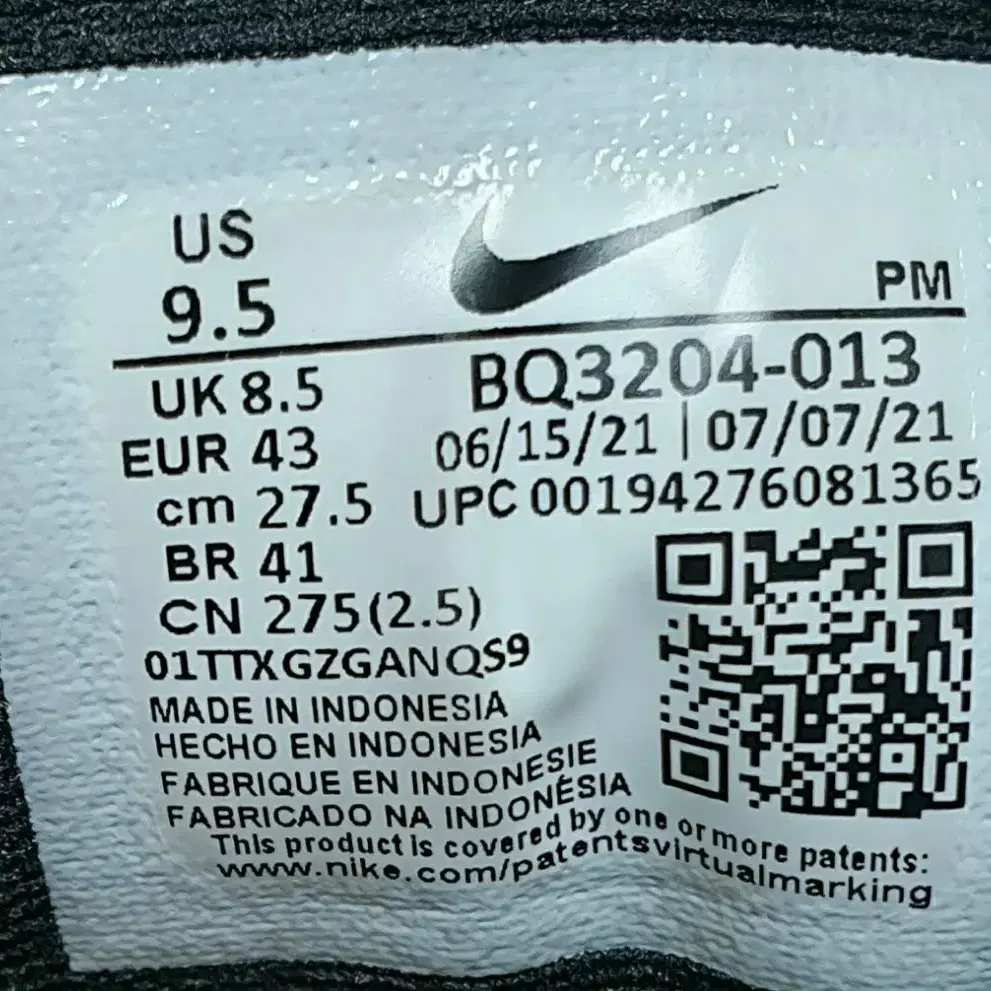 US
9.5
PM
UK 8.5
BQ3204-013
EUR 43
06/15/21 | 07/07/21
cm 27.5
UPC 00194276081365
BR 41
CN 275(2.5)
01TTXGZGANQS9
MADE IN INDONESIA
HECHO EN INDONESIA
FABRIQUE EN INDONESIE
FABRICADO NA INDONÉSIA
This product is covered by one or more patents:
www.nike.com/patentsvirtualmarking